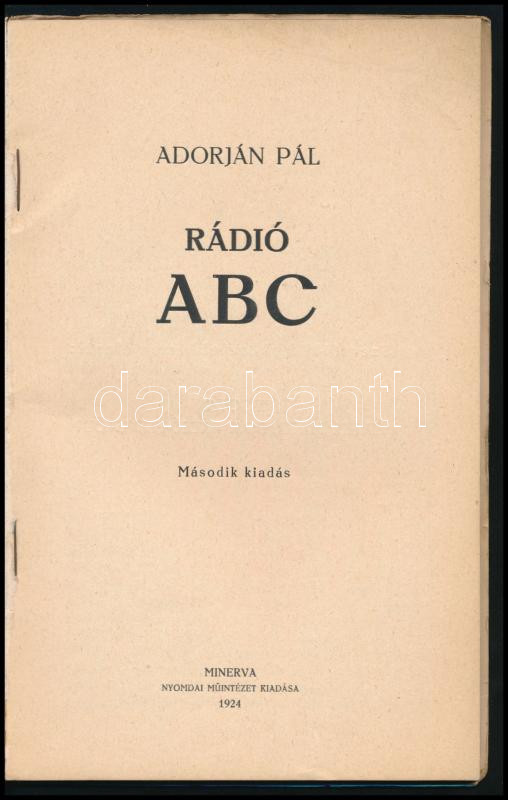 ADORJÁN PÁL
RÁDIÓ
ABC
darabanth
Második kiadás
MINERVA
NYOMDAI MŰINTÉZET KIADÁSA
1924